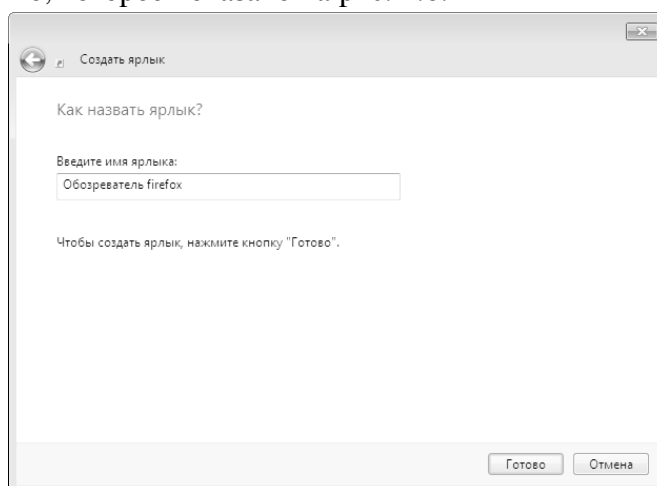 Создать ярлык
Как назвать ярлык?
Введите имя ярлыка:
Обозреватель firefox
Чтобы создать ярлык, нажмите кнопку "Готово".
Готово
Отмена